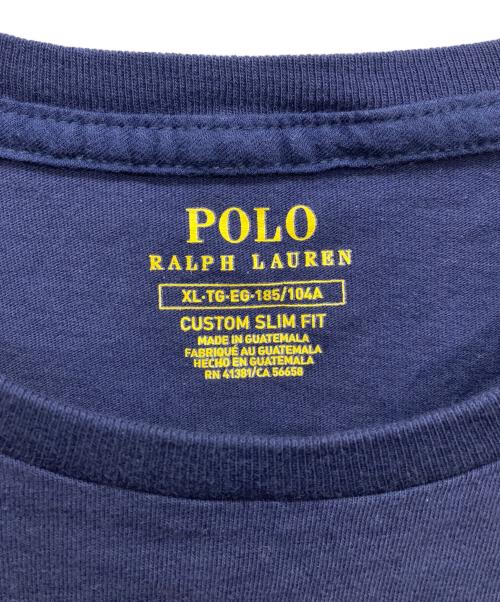 POLO
RALPH LAUREN
XL·TG·EG·185/104A
CUSTOM SLIM FIT
MADE IN GUATEMALA
FABRIQUÉ AU GUATEMALA
HECHO EN GUATEMALA
RN 41381/CA 56658